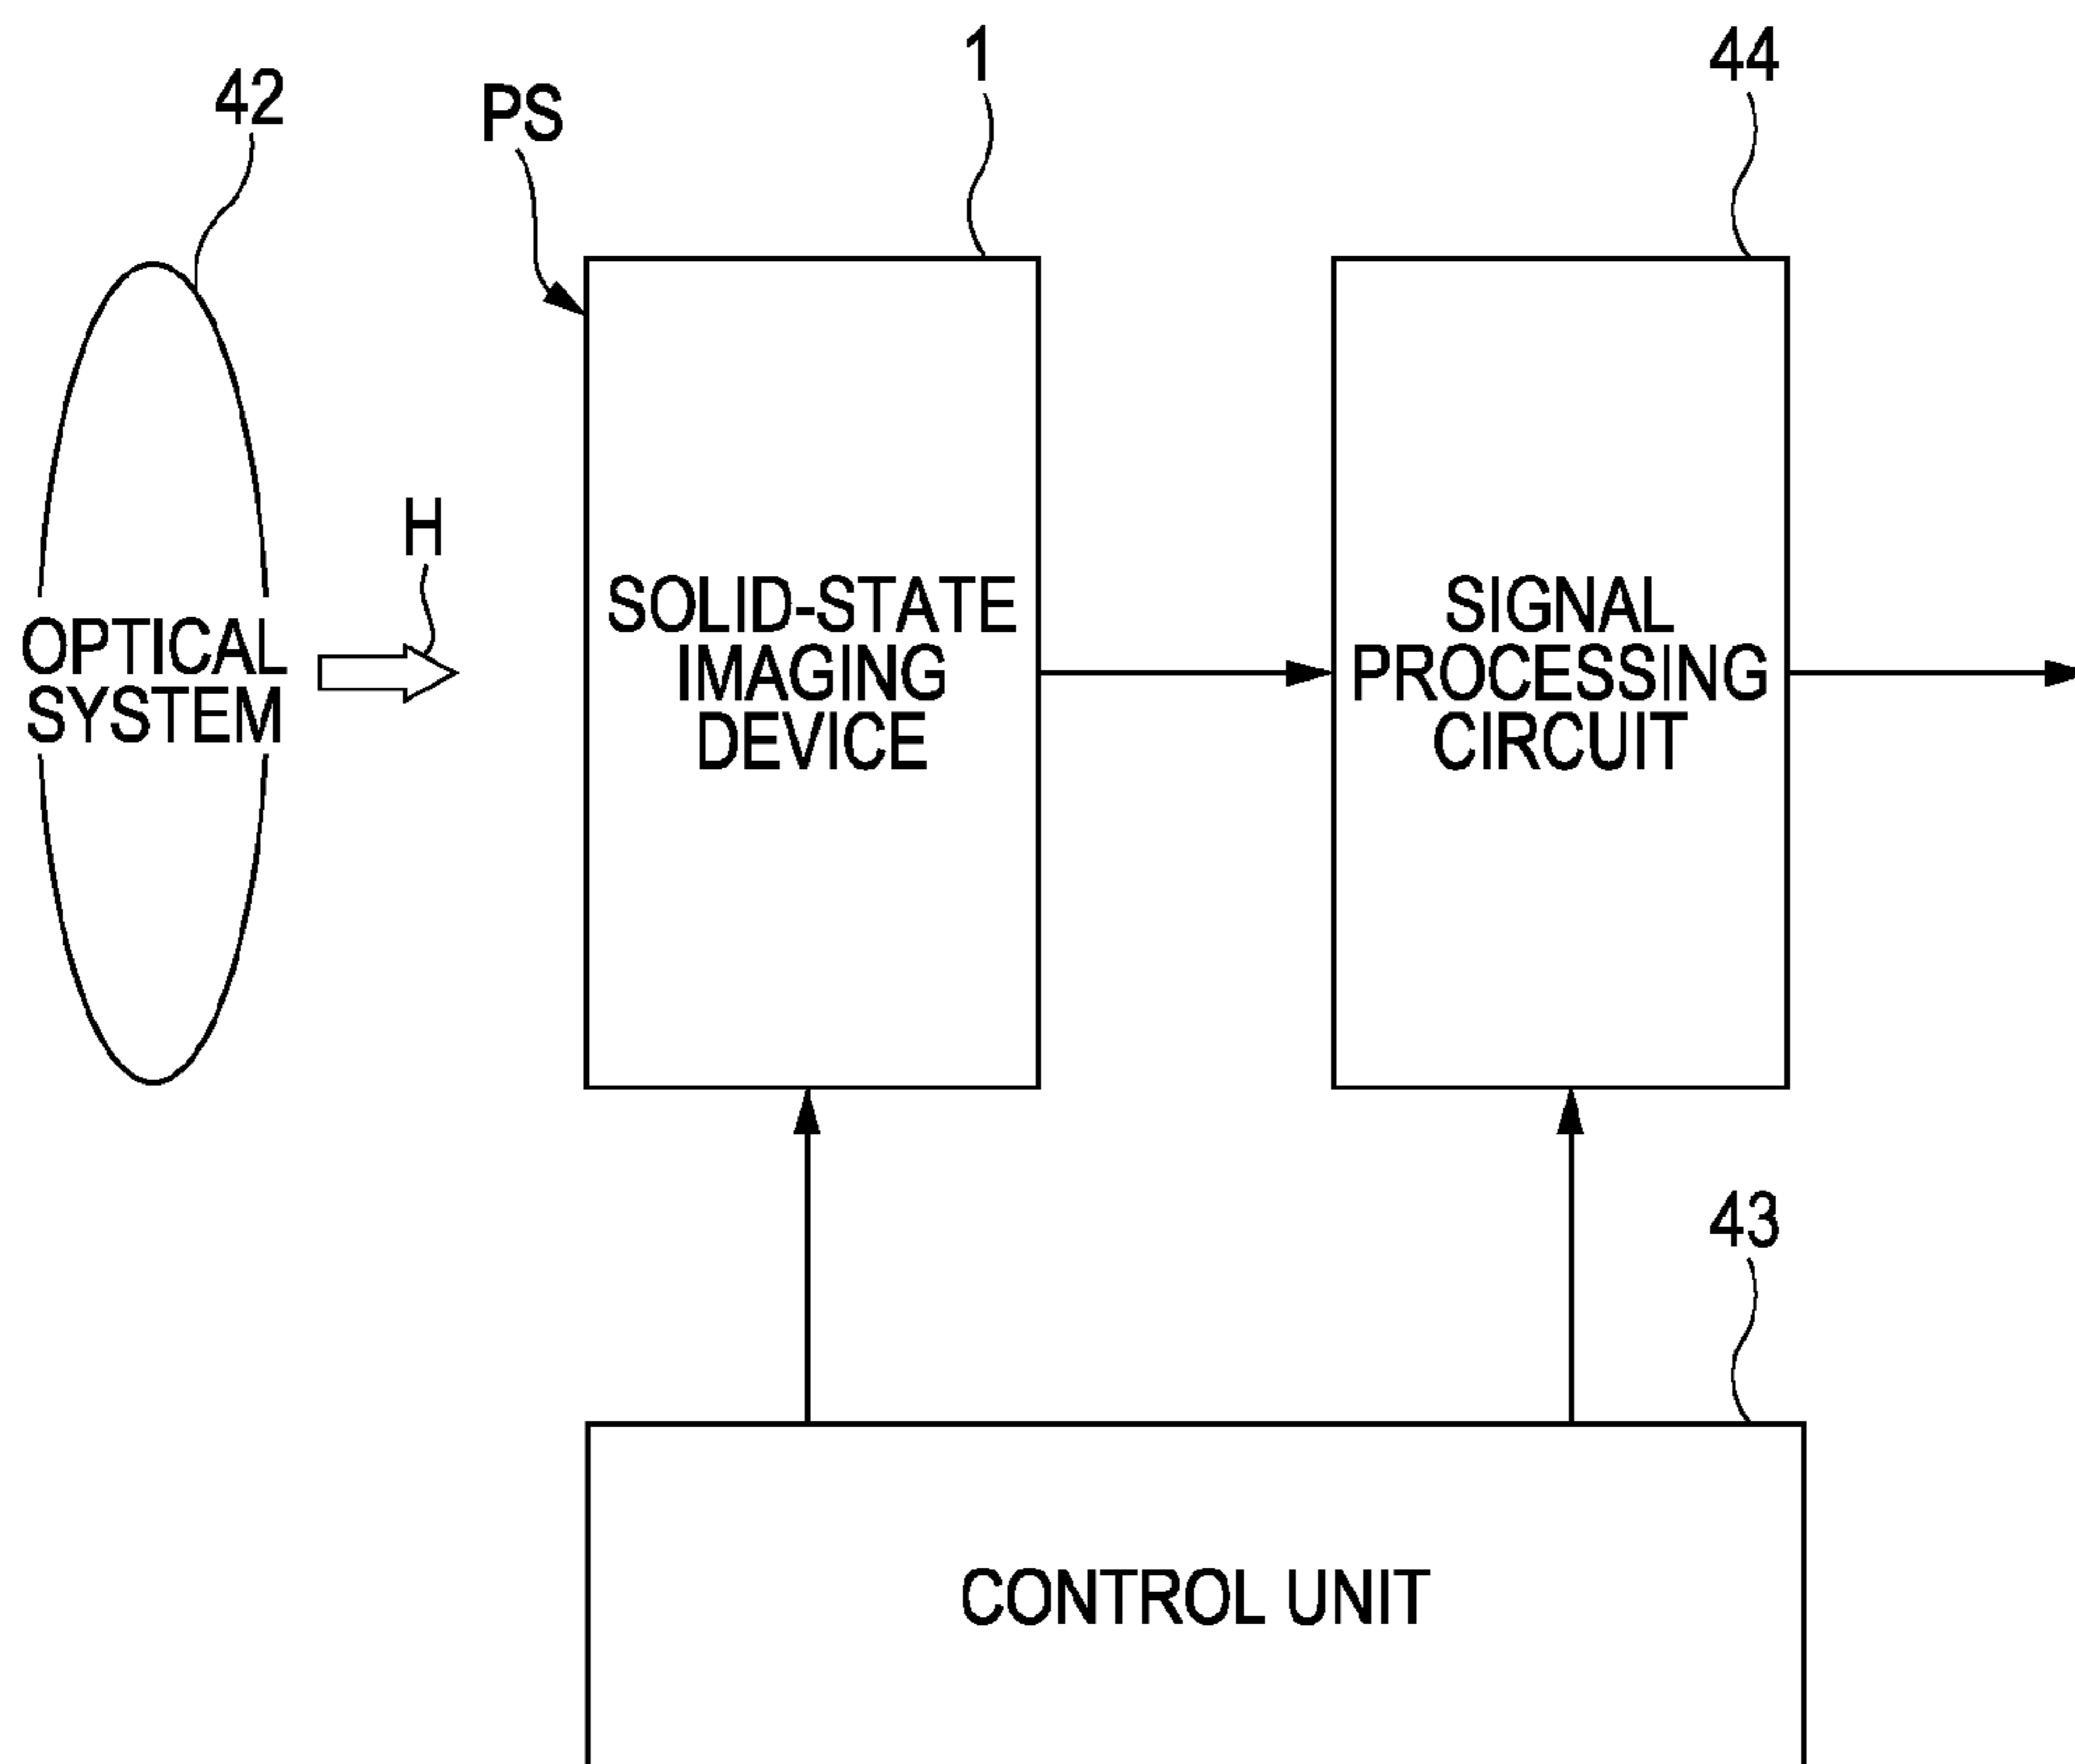 1
44
42
PS
H
OPTICAL
SYSTEM
SOLID-STATE
IMAGING
DEVICE
SIGNAL
PROCESSING
CIRCUIT
43
CONTROL UNIT